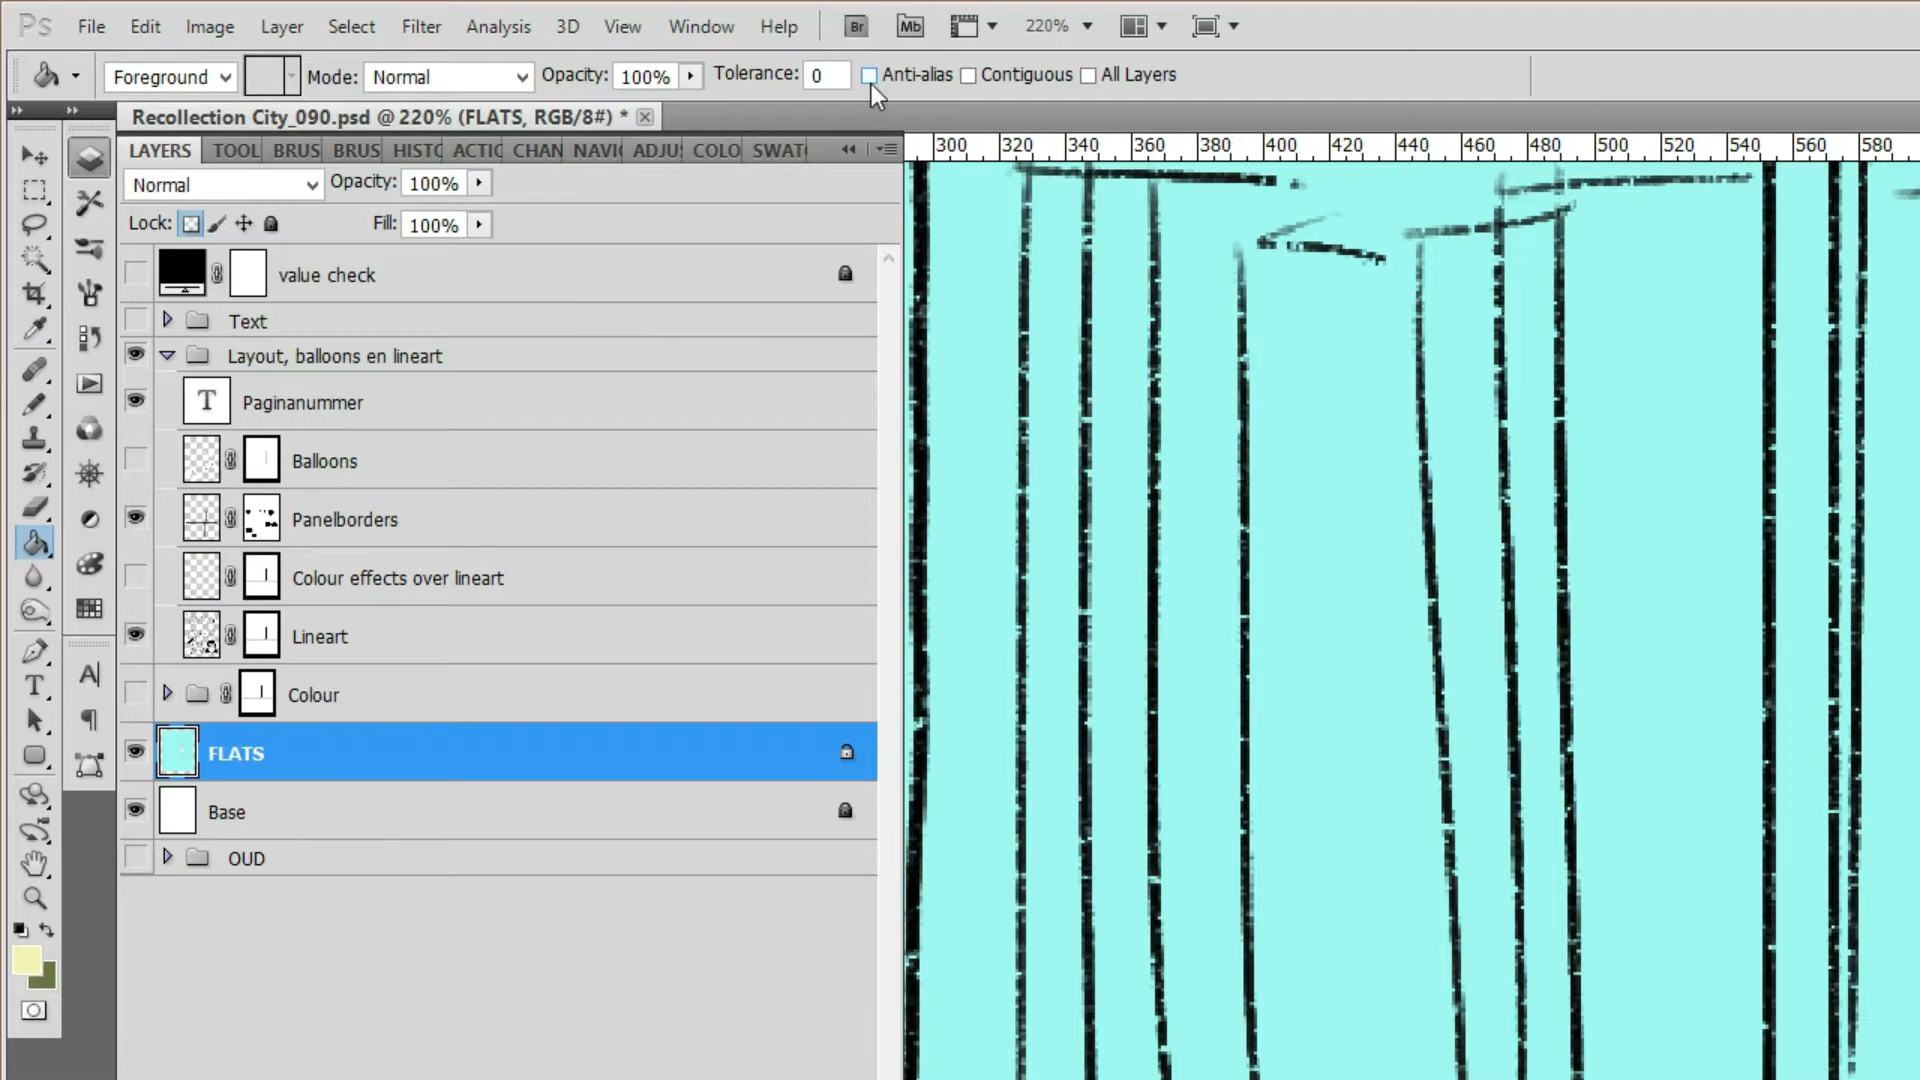 Ps File Edit Image Layer Select Filter Analysis 3D View Window Help Br Mb 220%
Foreground Mode: Normal Opacity: 100% Tolerance: 0 Anti-alias Contiguous All Layers
Recollection City_090.psd @ 220% (FLATS, RGB/8#) *
LAYERS TOOL BRUS BRUS HISTO ACTIO CHAN NAVI ADJU COLO SWAT
300 320 340 360 380 400 420 440 460 480 500 520 540 560 580
Normal Opacity: 100%
Lock: Fill: 100%
value check
Text
Layout, balloons en lineart
T Paginanummer
Balloons
Panelborders
Colour effects over lineart
Lineart
Colour
FLATS
Base
OUD